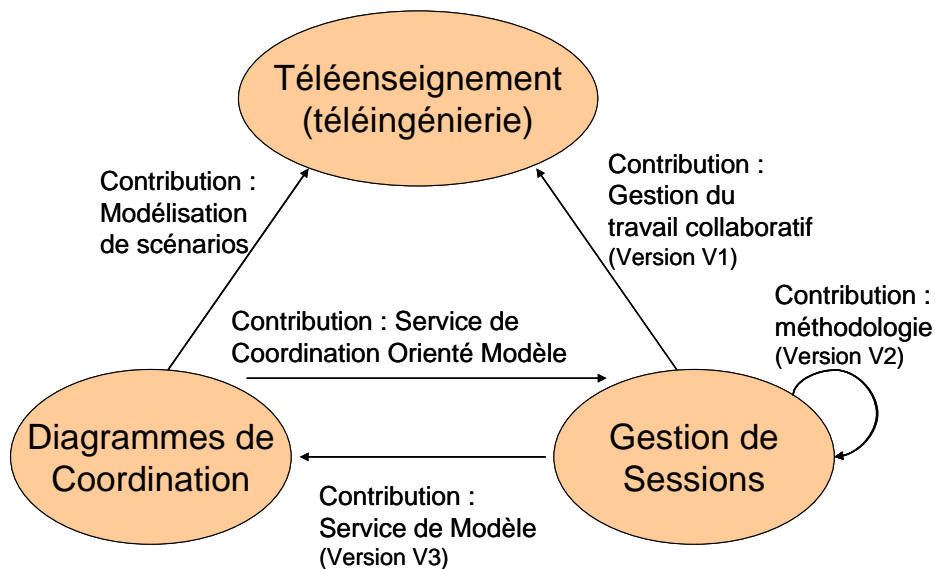 Téléenseignement
(téléingénierie)
Contribution :
Modélisation
de scénarios
Contribution :
Gestion du
travail collaboratif
(Version V1)
Contribution :
méthodologie
(Version V2)
Contribution : Service de
Coordination Orienté Modèle
Diagrammes de
Coordination
Gestion de
Sessions
Contribution :
Service de Modèle
(Version V3)